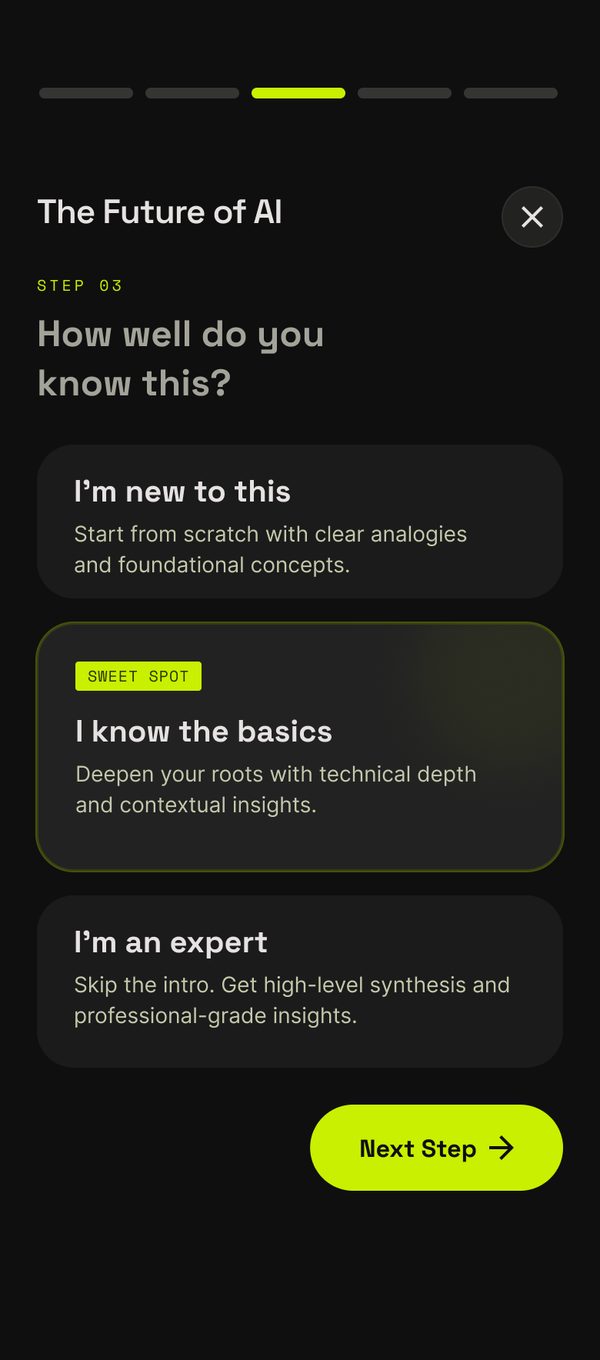 The Future of AI
STEP 03
How well do you
know this?
I’m new to this
Start from scratch with clear analogies
and foundational concepts.
SWEET SPOT
I know the basics
Deepen your roots with technical depth
and contextual insights.
I’m an expert
Skip the intro. Get high-level synthesis and
professional-grade insights.
Next Step